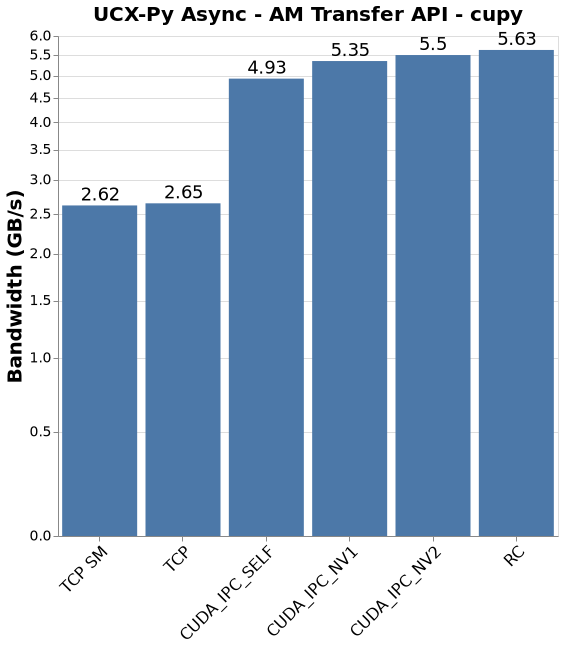 UCX-Py Async - AM Transfer API - cupy
Bandwidth (GB/s)
6.0
5.5
5.0
4.5
4.0
3.5
3.0
2.5
2.0
1.5
1.0
0.5
0.0
2.62
2.65
4.93
5.35
5.5
5.63
TCP SM
TCP
CUDA_IPC_SELF
CUDA_IPC_NV1
CUDA_IPC_NV2
RC